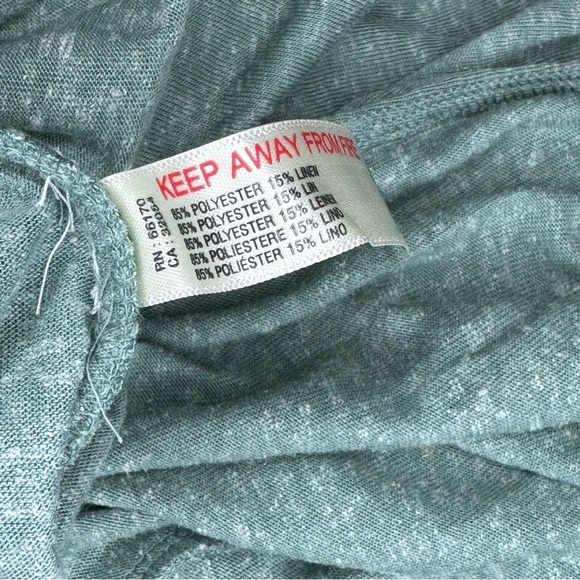 KEEP AWAY FROM FIRE
85% POLYESTER 15% LINEN
85% POLYESTER 15% LIN
85% POLYESTER 15% LEINEN
85% POLIESTERE 15% LINO
85% POLIÉSTER 15% LINO
RN: 66170
CA: